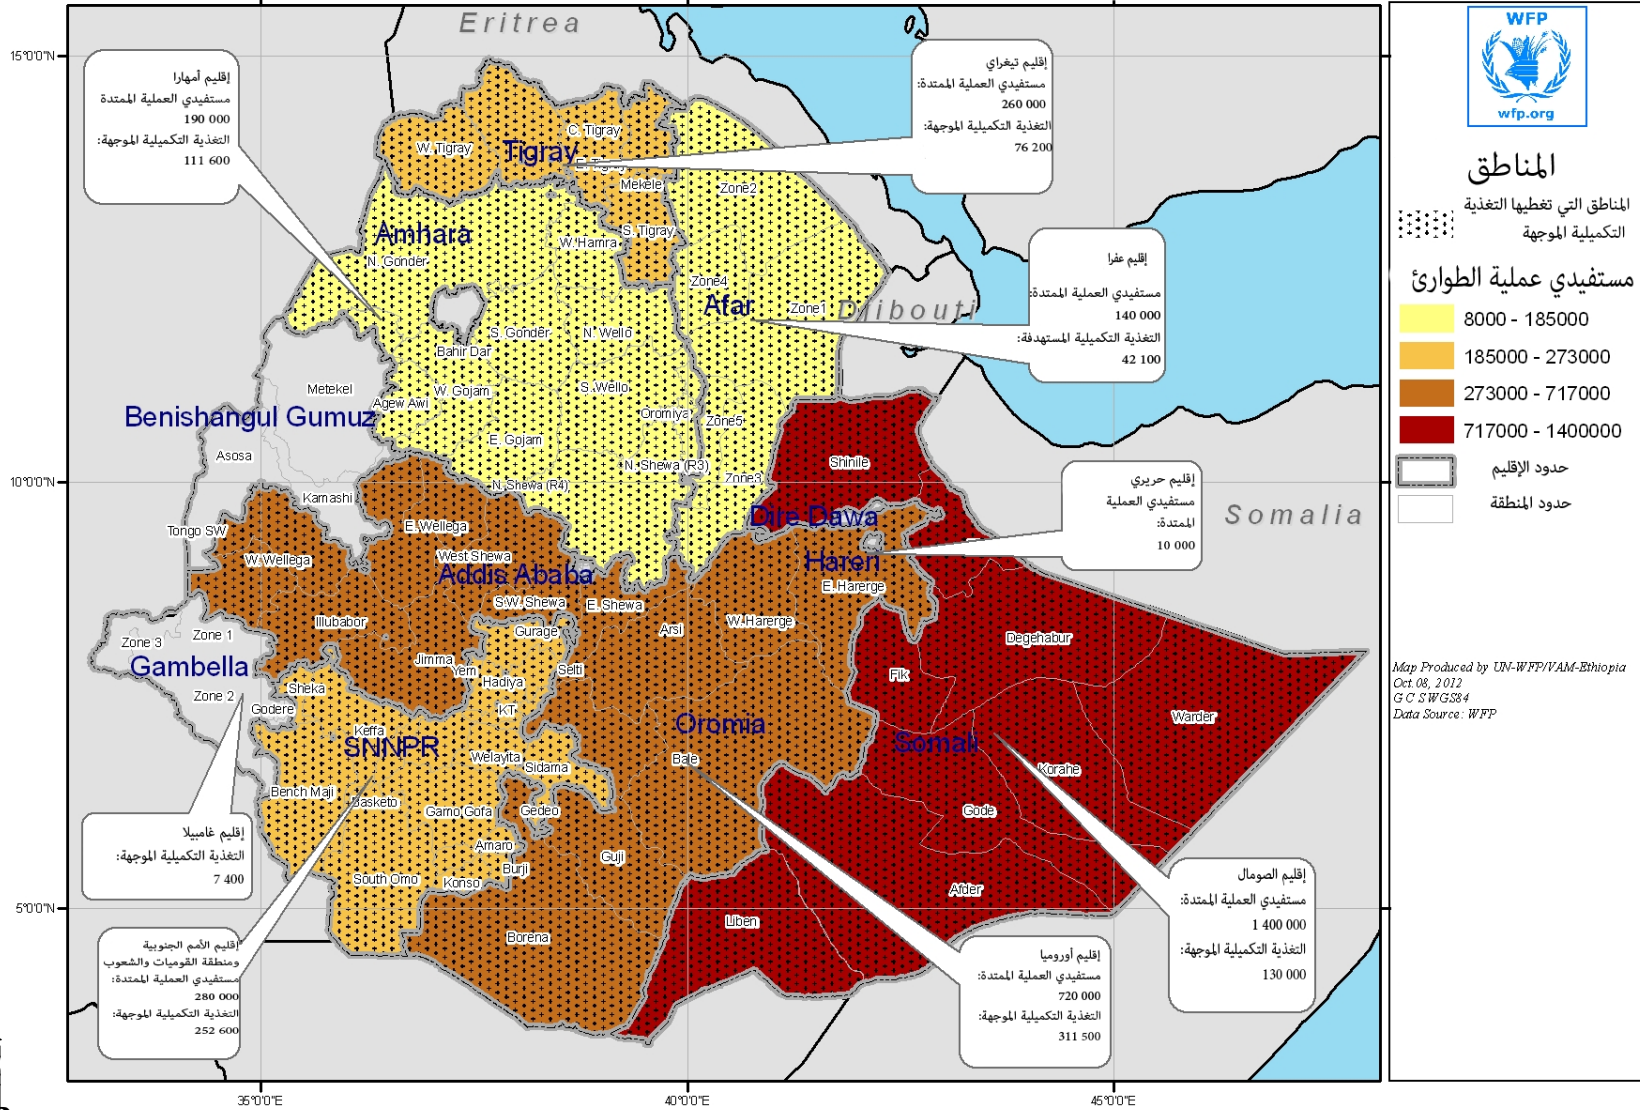 Eritrea
15°0'0"N
10°0'0"N
5°0'0"N
35°0'0"E
40°0'0"E
45°0'0"E
إقليم أمهارا
مستفيدي العملية الممتدة
190 000
التغذية التكميلية الموجهة:
111 600
إقليم تيغراي
مستفيدي العملية الممتدة:
260 000
التغذية التكميلية الموجهة:
76 200
إقليم عفرا
مستفيدي العملية الممتدة:
140 000
التغذية التكميلية المستهدفة:
42 100
إقليم حريري
مستفيدي العملية
الممتدة:
10 000
إقليم غامبيلا
التغذية التكميلية الموجهة:
7 400
إقليم الأمم الجنوبية
ومنطقة القوميات والشعوب
مستفيدي العملية الممتدة:
280 000
التغذية التكميلية الموجهة:
252 600
إقليم أوروميا
مستفيدي العملية الممتدة:
720 000
التغذية التكميلية الموجهة:
311 500
إقليم الصومال
مستفيدي العملية الممتدة:
1 400 000
التغذية التكميلية الموجهة:
130 000
C. Tigray
W. Tigray
Tigray
E. Tigray
Mekele
Zone2
S. Tigray
Amhara
W. Hamra
N. Gonder
Zone4
Afar
Zone1
Djibouti
S. Gonder
N. Wello
Bahir Dar
Metekel
W. Gojam
S. Wello
Agew Awi
Oromiya
Zone5
Benishangul Gumuz
E. Gojam
Asosa
N. Shewa (R3)
Shinile
Zone3
N. Shewa (R4)
Kamashi
Somalia
Dire Dawa
Tongo SW
E. Wellega
W. Wellega
West Shewa
Addis Ababa
Hareri
E. Harerge
S.W. Shewa
E. Shewa
Illubabor
W. Harerge
Zone 1
Zone 3
Gurage
Arsi
Degehabur
Gambella
Jimma
Yem
Selti
Hadiya
Fik
Zone 2
Sheka
Godere
KT
Warder
Keffa
Oromia
SNNPR
Somali
Welayita
Sidama
Bale
Korahe
Bench Maji
Basketo
Gamo Gofa
Gedeo
Gode
Amaro
Guji
Burji
South Omo
Konso
Afder
Liben
Borena
WFP
wfp.org
المناطق
المناطق التي تغطيها التغذية
التكميلية الموجهة
مستفيدي عملية الطوارئ
8000 - 185000
185000 - 273000
273000 - 717000
717000 - 1400000
حدود الإقليم
حدود المنطقة
Map Produced by UN-WFP/VAM-Ethiopia
Oct. 08, 2012
G C S WGS84
Data Source: WFP